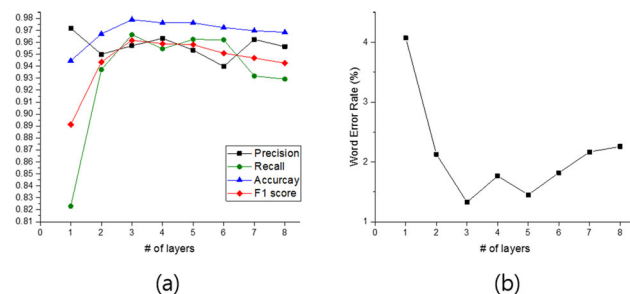 0.98
0.97
0.96
0.95
0.94
0.93
0.92
0.91
0.90
0.89
0.88
0.87
0.86
0.85
0.84
0.83
0.82
0.81
Precision
Recall
Accurcay
F1 score
0 1 2 3 4 5 6 7 8
# of layers
(a)
Word Error Rate (%)
4
3
2
1
0 1 2 3 4 5 6 7 8
# of layers
(b)